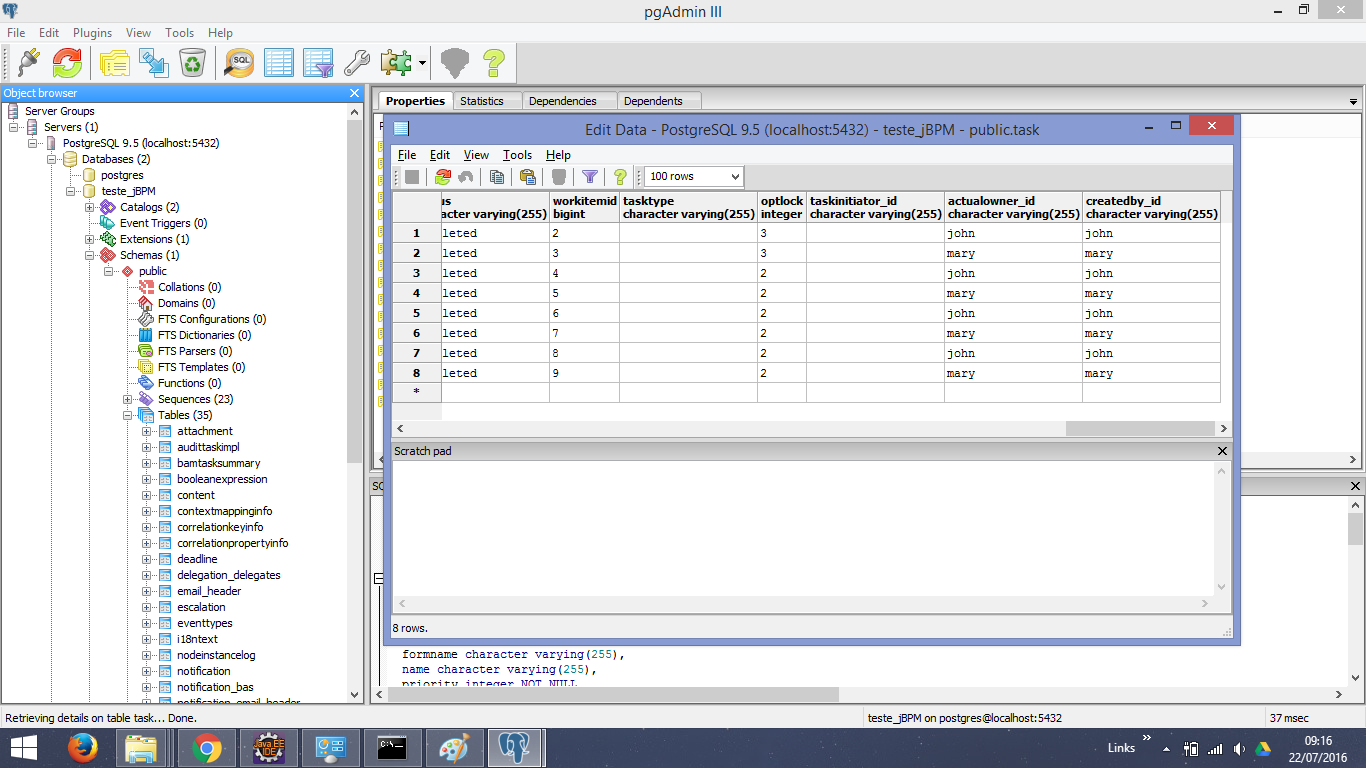 pgAdmin III
File Edit Plugins View Tools Help
SQL
Object browser
Server Groups
Servers (1)
PostgreSQL 9.5 (localhost:5432)
Databases (2)
postgres
teste_jBPM
Catalogs (2)
Event Triggers (0)
Extensions (1)
Schemas (1)
public
Collations (0)
Domains (0)
FTS Configurations (0)
FTS Dictionaries (0)
FTS Parsers (0)
FTS Templates (0)
Functions (0)
Sequences (23)
Tables (35)
attachment
audittaskimpl
bamtasksummary
booleanexpression
content
contextmappinginfo
correlationkeyinfo
correlationpropertyinfo
deadline
delegation_delegates
email_header
escalation
eventtypes
i18ntext
nodeinstancelog
notification
notification_bas
notification_email_header
Properties Statistics Dependencies Dependents
Edit Data - PostgreSQL 9.5 (localhost:5432) - teste_jBPM - public.task
File Edit View Tools Help
100 rows
us workitemid tasktype optlock taskinitiator_id actualowner_id createdby_id
acter varying(255) bigint character varying(255) integer character varying(255) character varying(255) character varying(255)
1 leted 2 3 john john
2 leted 3 3 mary mary
3 leted 4 2 john john
4 leted 5 2 mary mary
5 leted 6 2 john john
6 leted 7 2 mary mary
7 leted 8 2 john john
8 leted 9 2 mary mary
*
Scratch pad
8 rows.
SQ
formname character varying(255),
name character varying(255),
priority integer NOT NULL
Retrieving details on table task... Done.
teste_jBPM on postgres@localhost:5432
37 msec
Java EE
IDE
C:\_
Links
09:16
22/07/2016